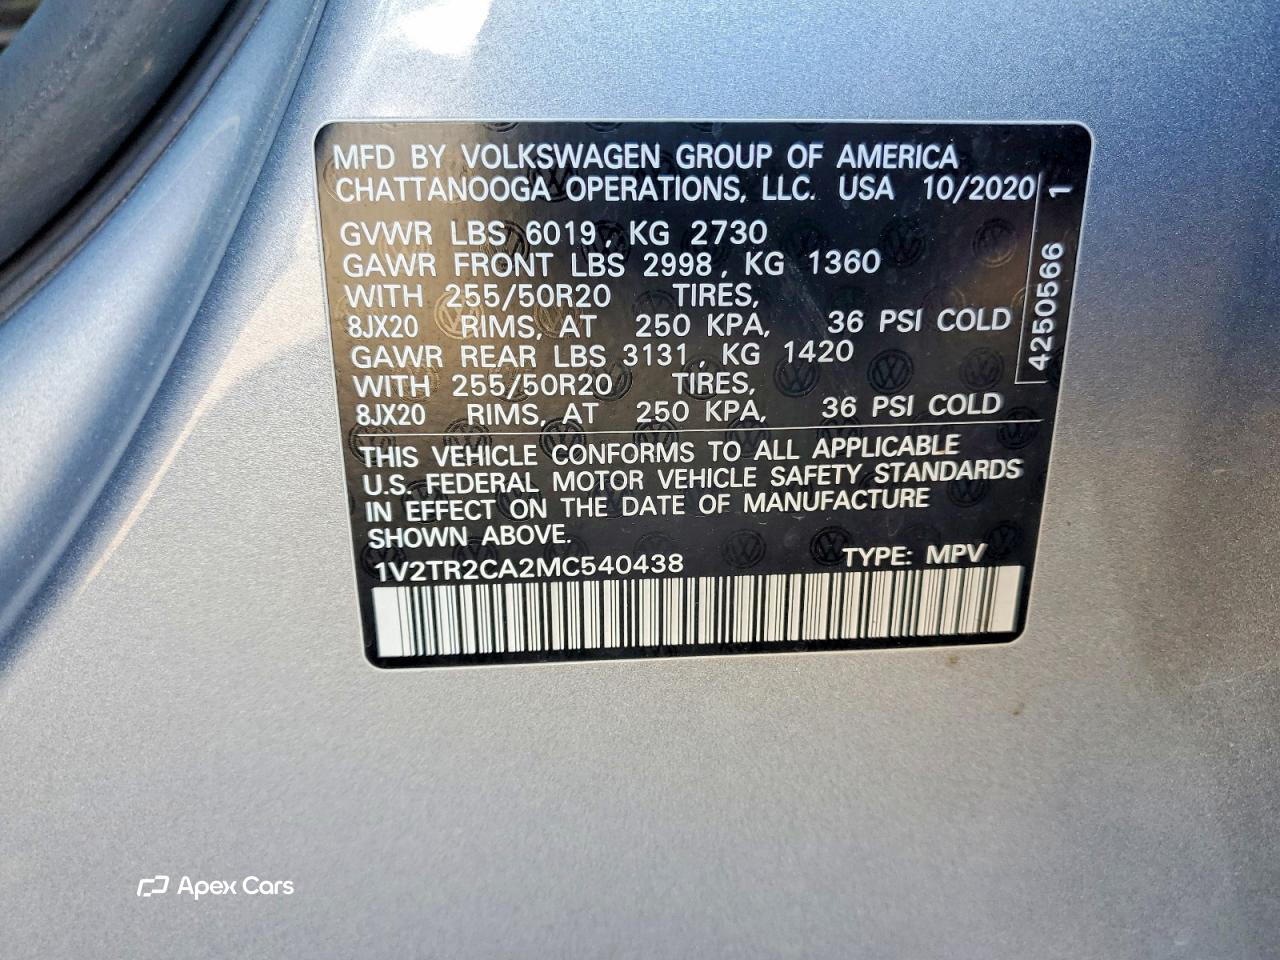 MFD BY VOLKSWAGEN GROUP OF AMERICA
CHATTANOOGA OPERATIONS, LLC. USA 10/2020
GVWR LBS 6019, KG 2730
GAWR FRONT LBS 2998, KG 1360
WITH 255/50R20 TIRES,
8JX20 RIMS, AT 250 KPA, 36 PSI COLD
GAWR REAR LBS 3131, KG 1420
WITH 255/50R20 TIRES,
8JX20 RIMS, AT 250 KPA, 36 PSI COLD
4250566 1
THIS VEHICLE CONFORMS TO ALL APPLICABLE
U.S. FEDERAL MOTOR VEHICLE SAFETY STANDARDS
IN EFFECT ON THE DATE OF MANUFACTURE
SHOWN ABOVE.
1V2TR2CA2MC540438 TYPE: MPV
Apex Cars